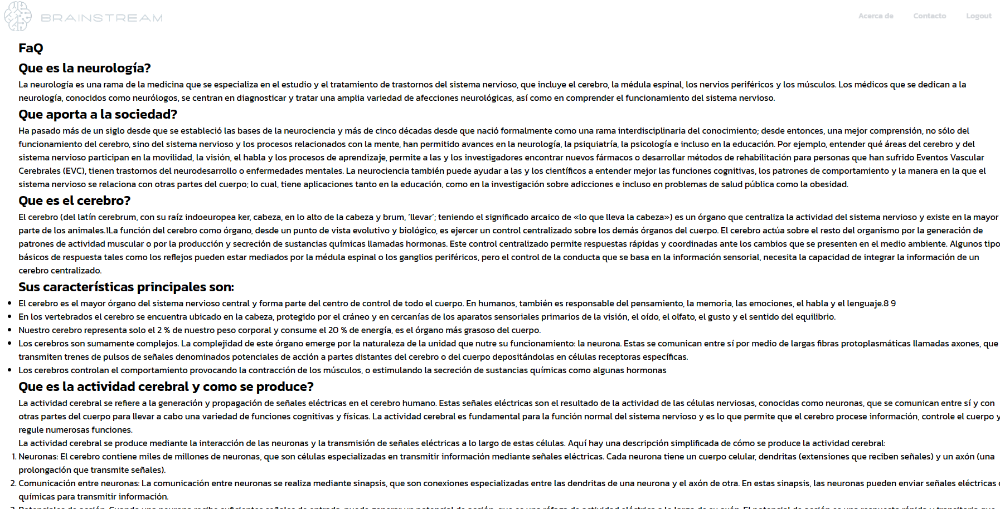 BRAINSTREAM
Acerca de Contacto Logout
FaQ
Que es la neurología?
La neurología es una rama de la medicina que se especializa en el estudio y el tratamiento de trastornos del sistema nervioso, que incluye el cerebro, la médula espinal, los nervios periféricos y los músculos. Los médicos que se dedican a la
neurología, conocidos como neurólogos, se centran en diagnosticar y tratar una amplia variedad de afecciones neurológicas, así como en comprender el funcionamiento del sistema nervioso.
Que aporta a la sociedad?
Ha pasado más de un siglo desde que se estableció las bases de la neurociencia y más de cinco décadas desde que nació formalmente como una rama interdisciplinaria del conocimiento; desde entonces, una mejor comprensión, no sólo del
funcionamiento del cerebro, sino del sistema nervioso y los procesos relacionados con la mente, han permitido avances en la neurología, la psiquiatría, la psicología e incluso en la educación. Por ejemplo, entender qué áreas del cerebro y del
sistema nervioso participan en la movilidad, la visión, el habla y los procesos de aprendizaje, permite a las y los investigadores encontrar nuevos fármacos o desarrollar métodos de rehabilitación para personas que han sufrido Eventos Vascular
Cerebrales (EVC), tienen trastornos del neurodesarrollo o enfermedades mentales. La neurociencia también puede ayudar a las y los científicos a entender mejor las funciones cognitivas, los patrones de comportamiento y la manera en la que el
sistema nervioso se relaciona con otras partes del cuerpo; lo cual, tiene aplicaciones tanto en la educación, como en la investigación sobre adicciones e incluso en problemas de salud pública como la obesidad.
Que es el cerebro?
El cerebro (del latín cerebrum, con su raíz indoeuropea ker, cabeza, en lo alto de la cabeza y brum, ‘llevar’; teniendo el significado arcaico de «lo que lleva la cabeza») es un órgano que centraliza la actividad del sistema nervioso y existe en la mayor
parte de los animales.1La función del cerebro como órgano, desde un punto de vista evolutivo y biológico, es ejercer un control centralizado sobre los demás órganos del cuerpo. El cerebro actúa sobre el resto del organismo por la generación de
patrones de actividad muscular o por la producción y secreción de sustancias químicas llamadas hormonas. Este control centralizado permite respuestas rápidas y coordinadas ante los cambios que se presenten en el medio ambiente. Algunos tipo
básicos de respuesta tales como los reflejos pueden estar mediados por la médula espinal o los ganglios periféricos, pero el control de la conducta que se basa en la información sensorial, necesita la capacidad de integrar la información de un
cerebro centralizado.
Sus características principales son:
• El cerebro es el mayor órgano del sistema nervioso central y forma parte del centro de control de todo el cuerpo. En humanos, también es responsable del pensamiento, la memoria, las emociones, el habla y el lenguaje.8 9
• En los vertebrados el cerebro se encuentra ubicado en la cabeza, protegido por el cráneo y en cercanías de los aparatos sensoriales primarios de la visión, el oído, el olfato, el gusto y el sentido del equilibrio.
• Nuestro cerebro representa solo el 2 % de nuestro peso corporal y consume el 20 % de energía, es el órgano más grasoso del cuerpo.
• Los cerebros son sumamente complejos. La complejidad de este órgano emerge por la naturaleza de la unidad que nutre su funcionamiento: la neurona. Estas se comunican entre sí por medio de largas fibras protoplasmáticas llamadas axones, que
transmiten trenes de pulsos de señales denominados potenciales de acción a partes distantes del cerebro o del cuerpo depositándolas en células receptoras específicas.
• Los cerebros controlan el comportamiento provocando la contracción de los músculos, o estimulando la secreción de sustancias químicas como algunas hormonas
Que es la actividad cerebral y como se produce?
La actividad cerebral se refiere a la generación y propagación de señales eléctricas en el cerebro humano. Estas señales eléctricas son el resultado de la actividad de las células nerviosas, conocidas como neuronas, que se comunican entre sí y con
otras partes del cuerpo para llevar a cabo una variedad de funciones cognitivas y físicas. La actividad cerebral es fundamental para la función normal del sistema nervioso y es lo que permite que el cerebro procese información, controle el cuerpo y
regule numerosas funciones.
La actividad cerebral se produce mediante la interacción de las neuronas y la transmisión de señales eléctricas a lo largo de estas células. Aquí hay una descripción simplificada de cómo se produce la actividad cerebral:
1. Neuronas: El cerebro contiene miles de millones de neuronas, que son células especializadas en transmitir información mediante señales eléctricas. Cada neurona tiene un cuerpo celular, dendritas (extensiones que reciben señales) y un axón (una
prolongación que transmite señales).
2. Comunicación entre neuronas: La comunicación entre neuronas se realiza mediante sinapsis, que son conexiones especializadas entre las dendritas de una neurona y el axón de otra. En estas sinapsis, las neuronas pueden enviar señales eléctricas
químicas para transmitir información.